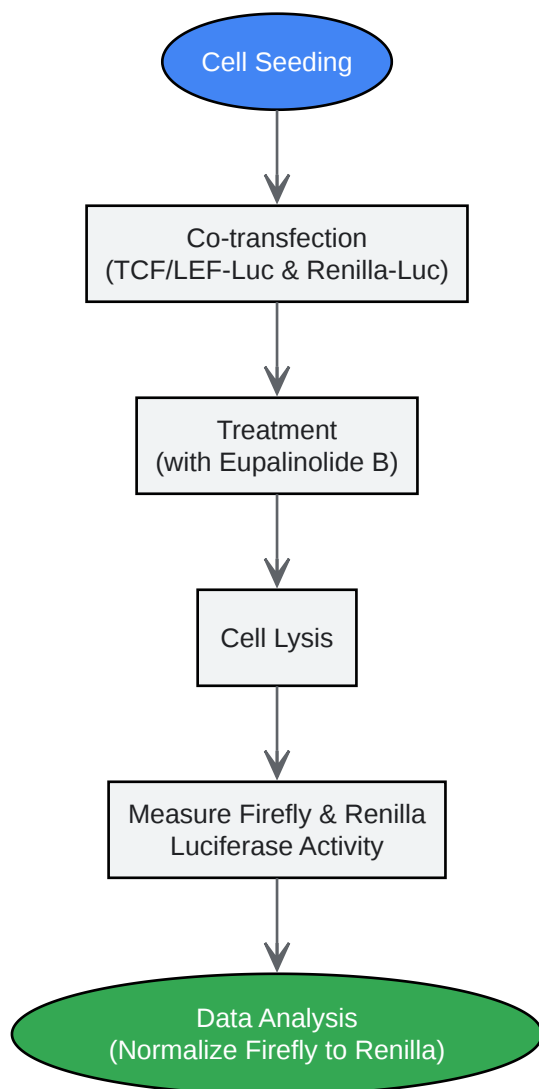 Cell Seeding
Co-transfection
(TCF/LEF-Luc & Renilla-Luc)
Treatment
(with Eupalinolide B)
Cell Lysis
Measure Firefly & Renilla
Luciferase Activity
Data Analysis
(Normalize Firefly to Renilla)